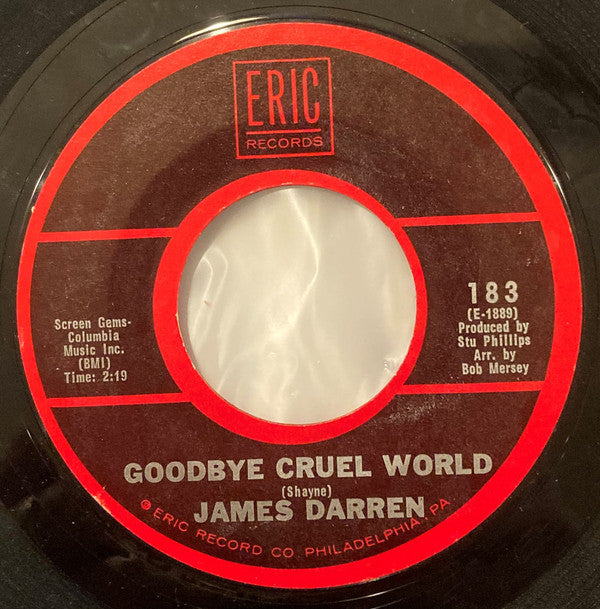 ERIC
RECORDS
Screen Gems-
Columbia
Music Inc.
(BMI)
Time: 2:19
183
(E-1889)
Produced by
Stu Phillips
Arr. by
Bob Mersey
GOODBYE CRUEL WORLD
(Shayne)
JAMES DARREN
© ERIC RECORD CO. PHILADELPHIA, PA